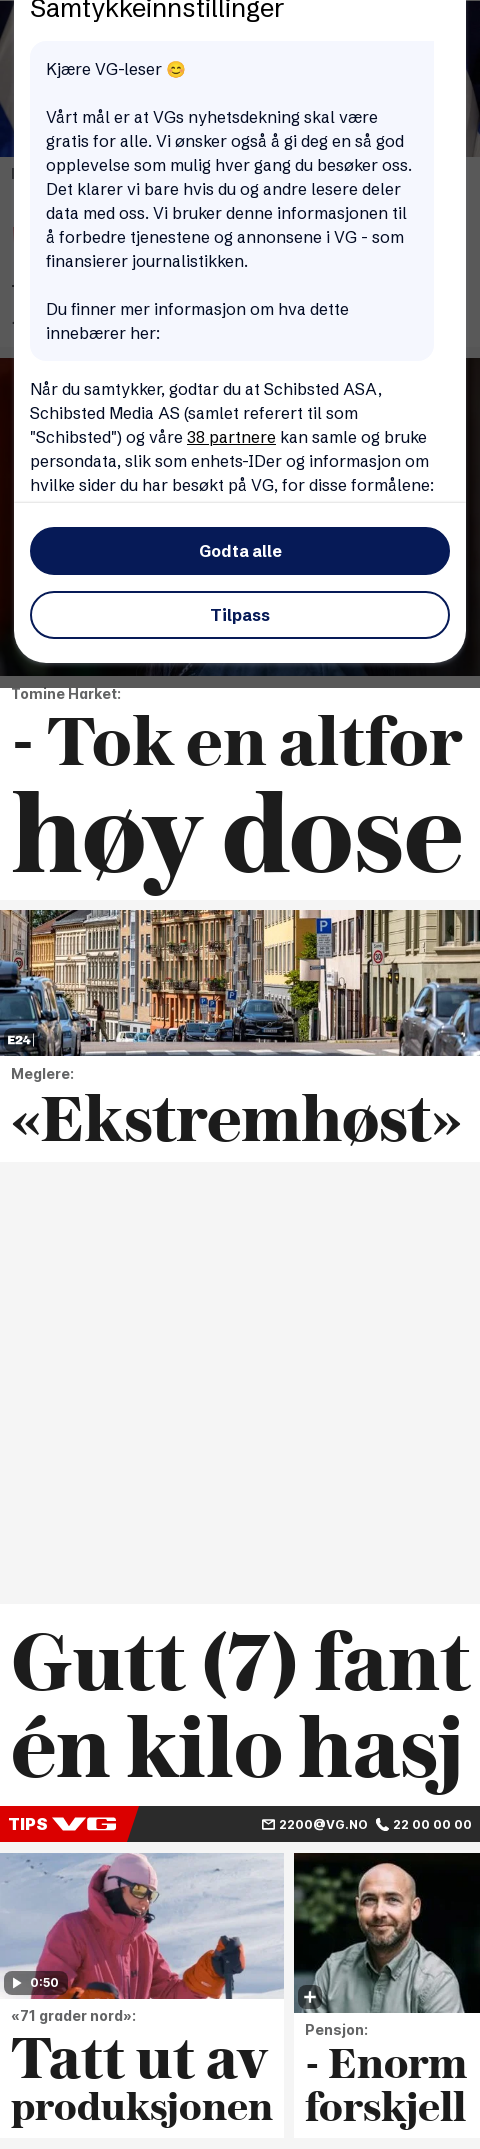 Samtykkeinnstillinger
Kjære VG-leser 😊
Vårt mål er at VGs nyhetsdekning skal være
gratis for alle. Vi ønsker også å gi deg en så god
opplevelse som mulig hver gang du besøker oss.
Det klarer vi bare hvis du og andre lesere deler
data med oss. Vi bruker denne informasjonen til
å forbedre tjenestene og annonsene i VG - som
finansierer journalistikken.
Du finner mer informasjon om hva dette
innebærer her:
Når du samtykker, godtar du at Schibsted ASA,
Schibsted Media AS (samlet referert til som
"Schibsted") og våre 38 partnere kan samle og bruke
persondata, slik som enhets-IDer og informasjon om
hvilke sider du har besøkt på VG, for disse formålene:
Godta alle
Tilpass
Tomine Harket:
- Tok en altfor
høy dose
E24
Meglere:
«Ekstremhøst»
Gutt (7) fant
én kilo hasj
TIPS VG 2200@VG.NO 22 00 00 00
0:50
«71 grader nord»:
Tatt ut av
produksjonen
Pensjon:
- Enorm
forskjell